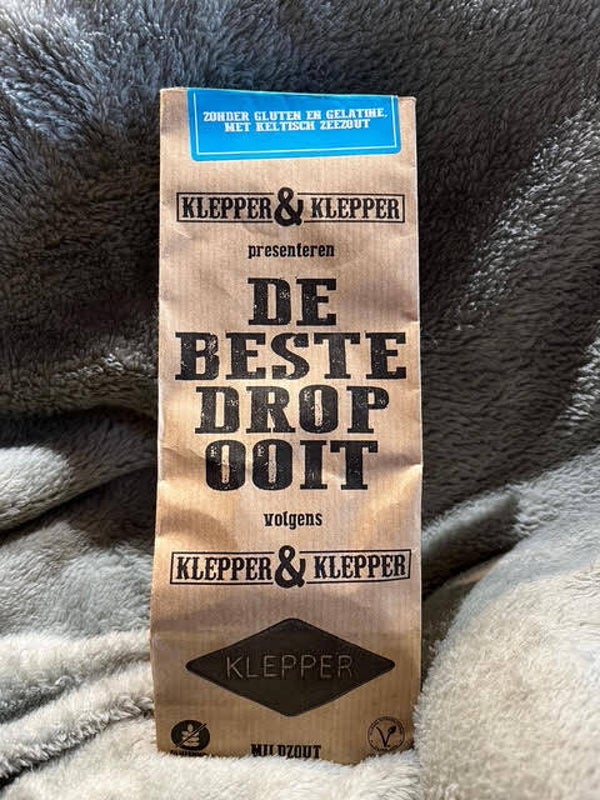 ZONDER GLUTEN EN GELATINE,
MET KELTISCH ZEEZOUT
KLEPPER & KLEPPER
presenteren
DE
BESTE
DROP
OOIT
volgens
KLEPPER & KLEPPER
KLEPPER
MILDZOUT